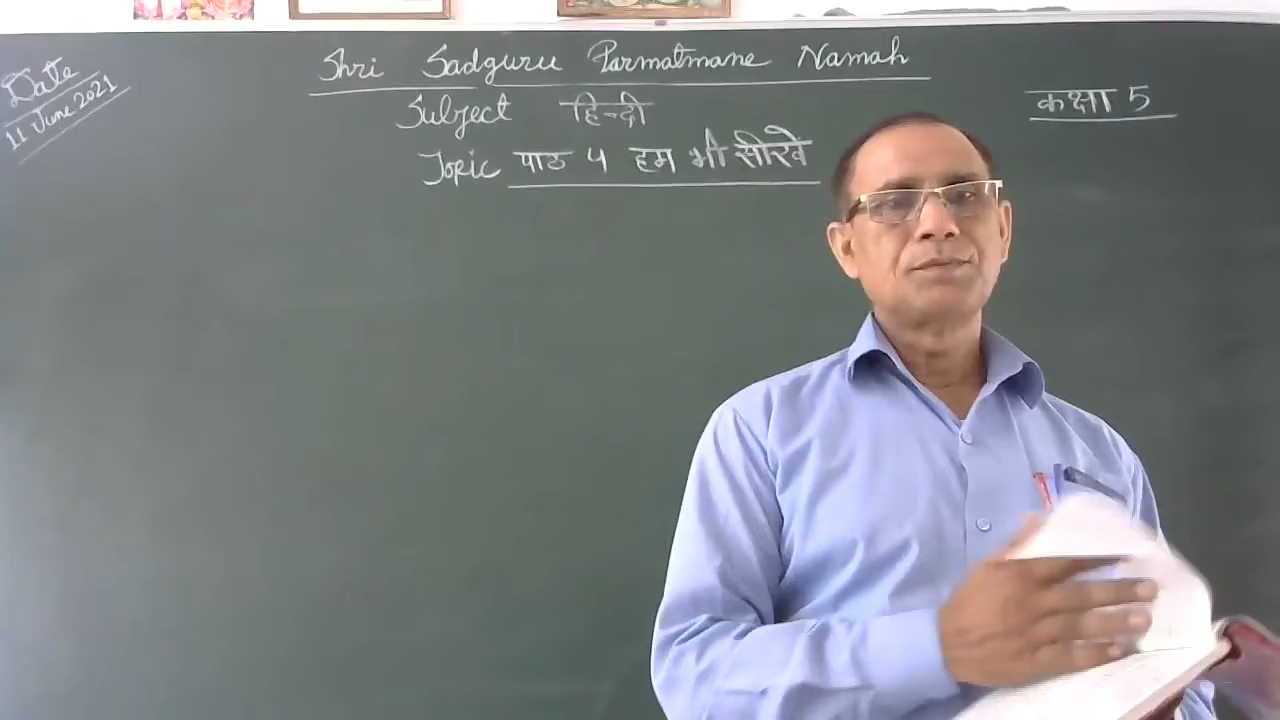 Shri Sadguru Parmatmane Namah
Date
11 June 2021
Subject हिन्दी
कक्षा 5
Topic पाठ 4 हम भी सीखें